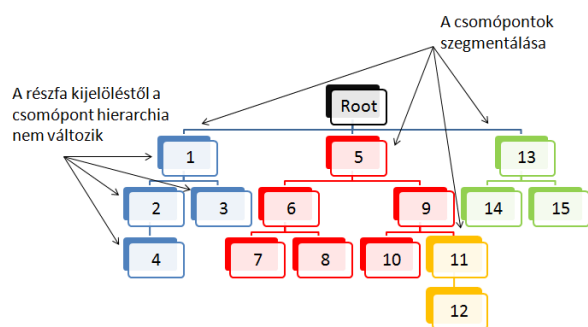 A csomópontok
szegmentálása
A részfa kijelöléstől a
csomópont hierarchia
nem változik
Root
1
5
13
2
3
6
9
14
15
4
7
8
10
11
12